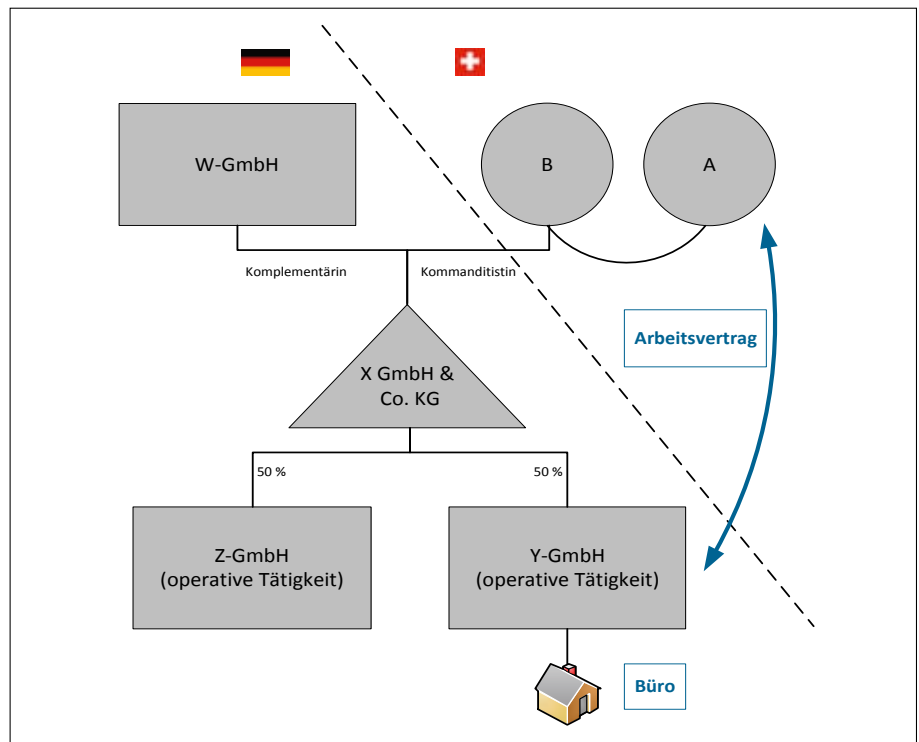 W-GmbH
B
A
Komplementärin
Kommanditistin
Arbeitsvertrag
X GmbH &
Co. KG
50 %
50 %
Z-GmbH
(operative Tätigkeit)
Y-GmbH
(operative Tätigkeit)
Büro